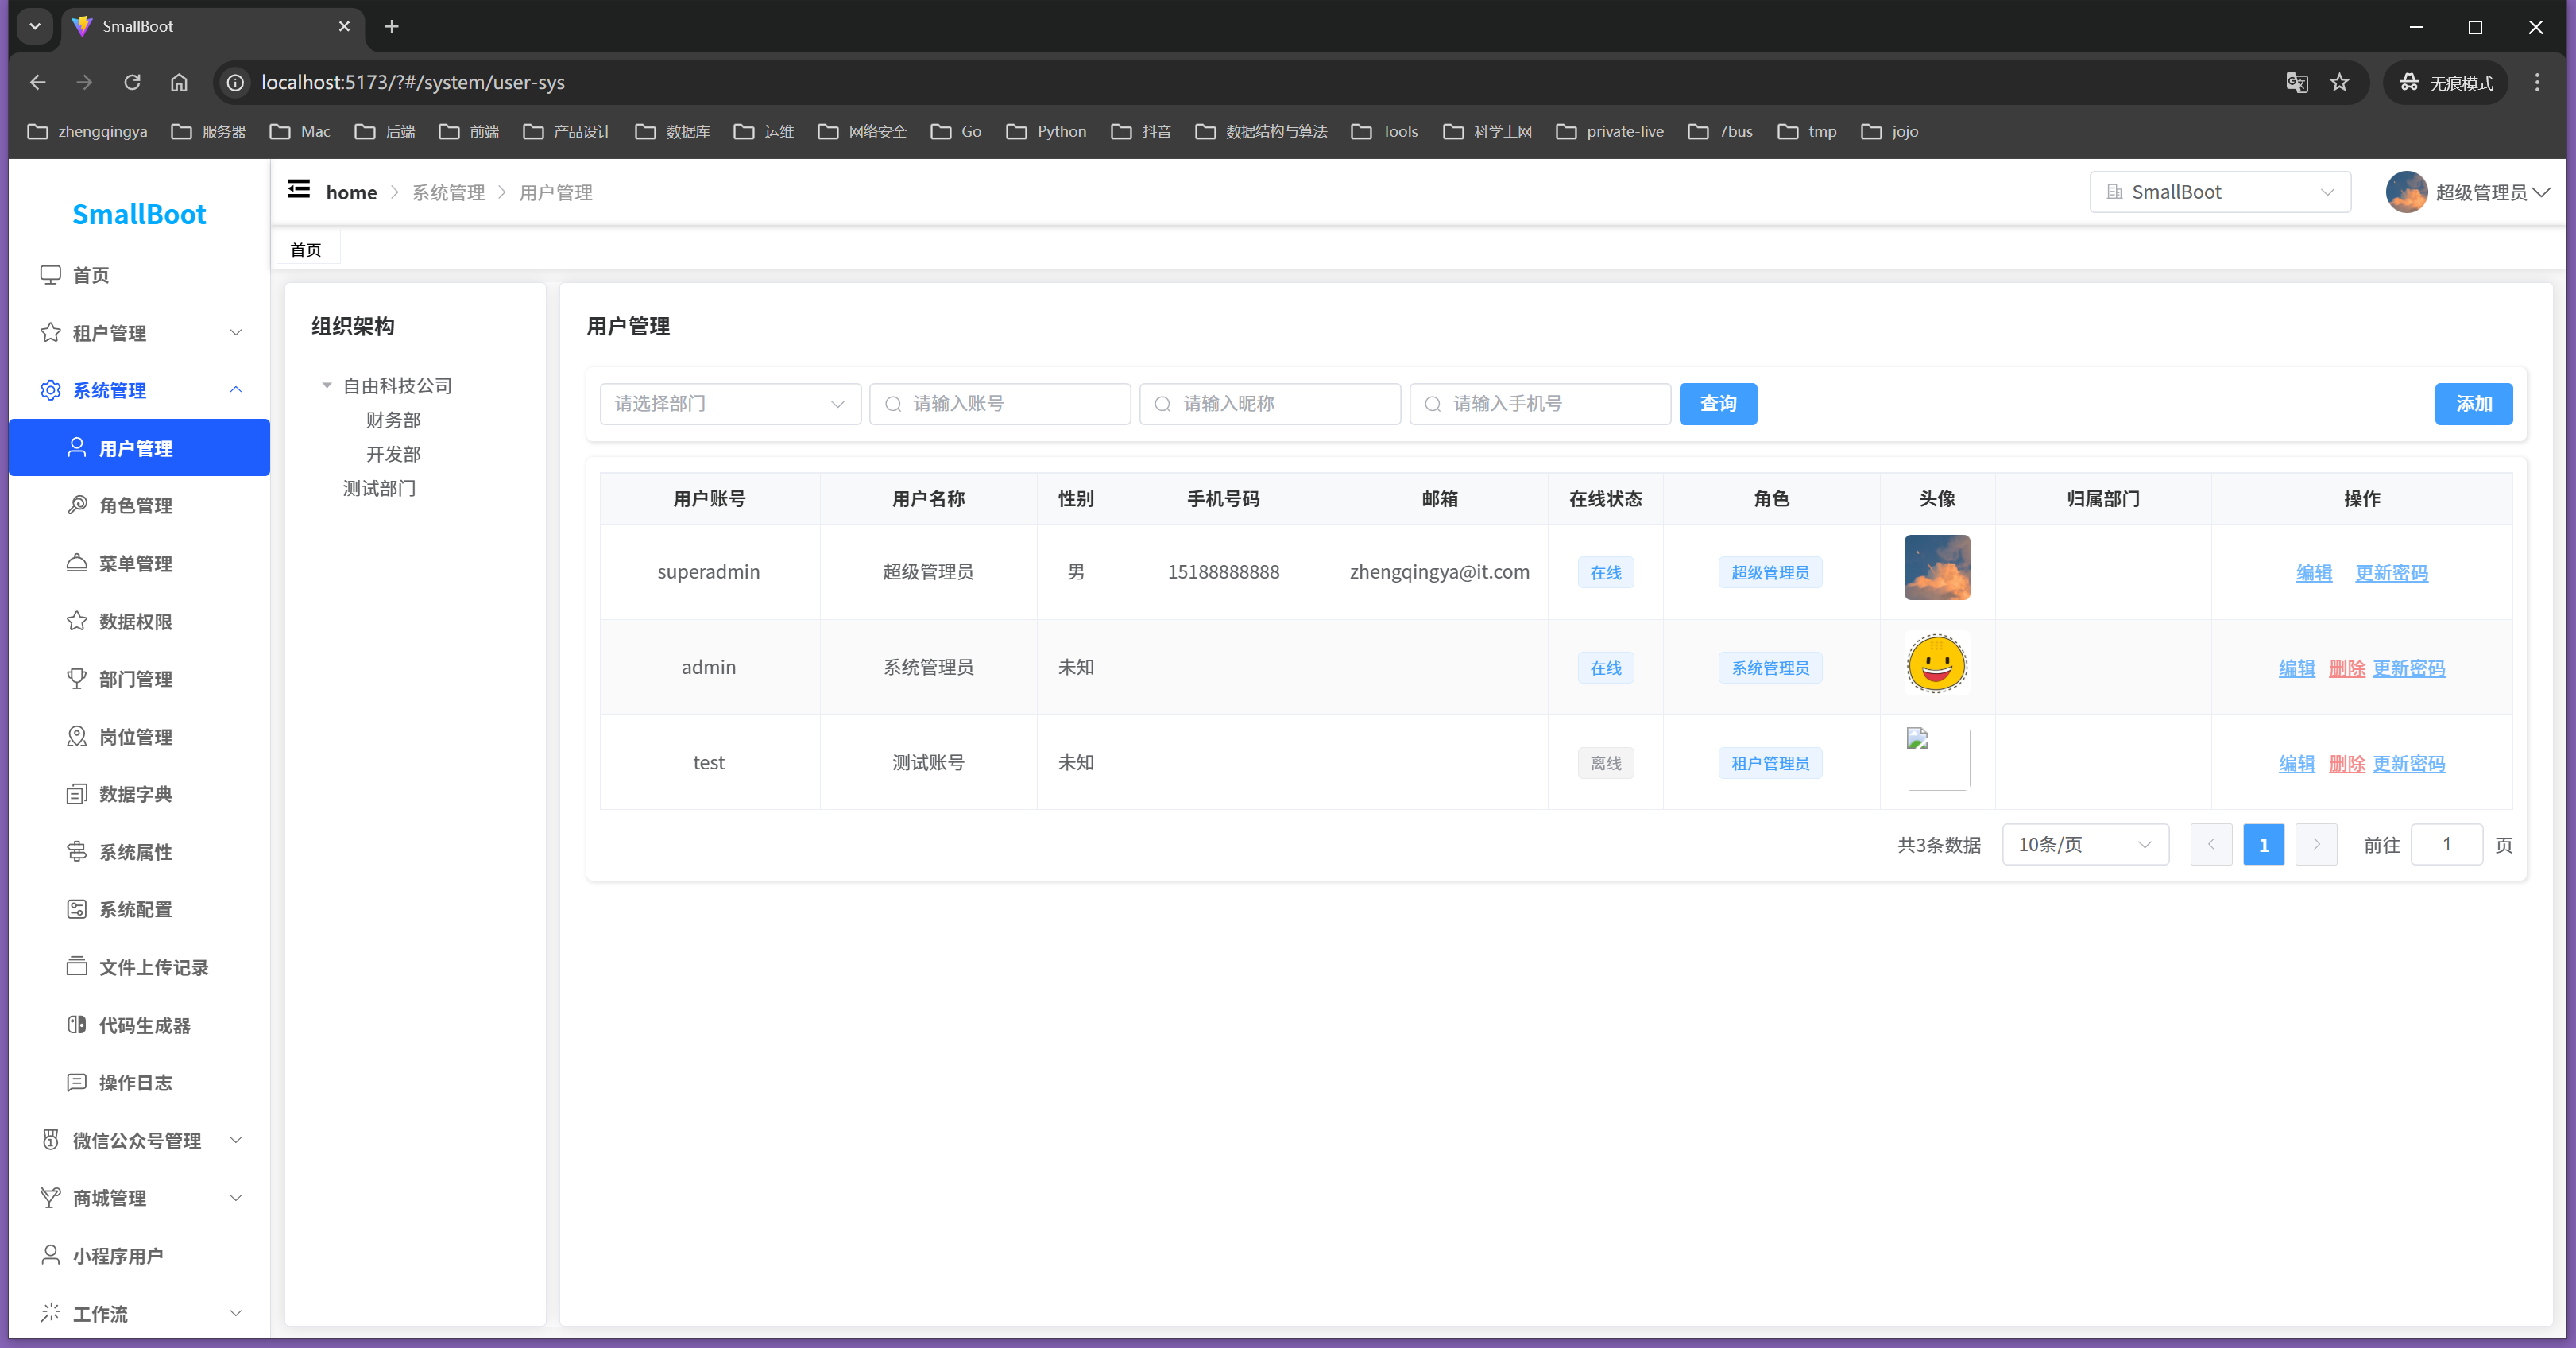 SmallBoot
localhost:5173/?#/system/user-sys
无痕模式
zhengqingya 服务器 Mac 后端 前端 产品设计 数据库 运维 网络安全 Go Python 抖音 数据结构与算法 Tools 科学上网 private-live 7bus tmp jojo
SmallBoot
首页
租户管理
系统管理
用户管理
角色管理
菜单管理
数据权限
部门管理
岗位管理
数据字典
系统属性
系统配置
文件上传记录
代码生成器
操作日志
微信公众号管理
商城管理
小程序用户
工作流
home 系统管理 用户管理
SmallBoot 超级管理员
首页
组织架构
自由科技公司
财务部
开发部
测试部门
用户管理
请选择部门 请输入账号 请输入昵称 请输入手机号 查询 添加
用户账号 用户名称 性别 手机号码 邮箱 在线状态 角色 头像 归属部门 操作
superadmin 超级管理员 男 15188888888 zhengqingya@it.com 在线 超级管理员 编辑 更新密码
admin 系统管理员 未知 在线 系统管理员 编辑 删除 更新密码
test 测试账号 未知 离线 租户管理员 编辑 删除 更新密码
共3条数据 10条/页 1 前往 1 页